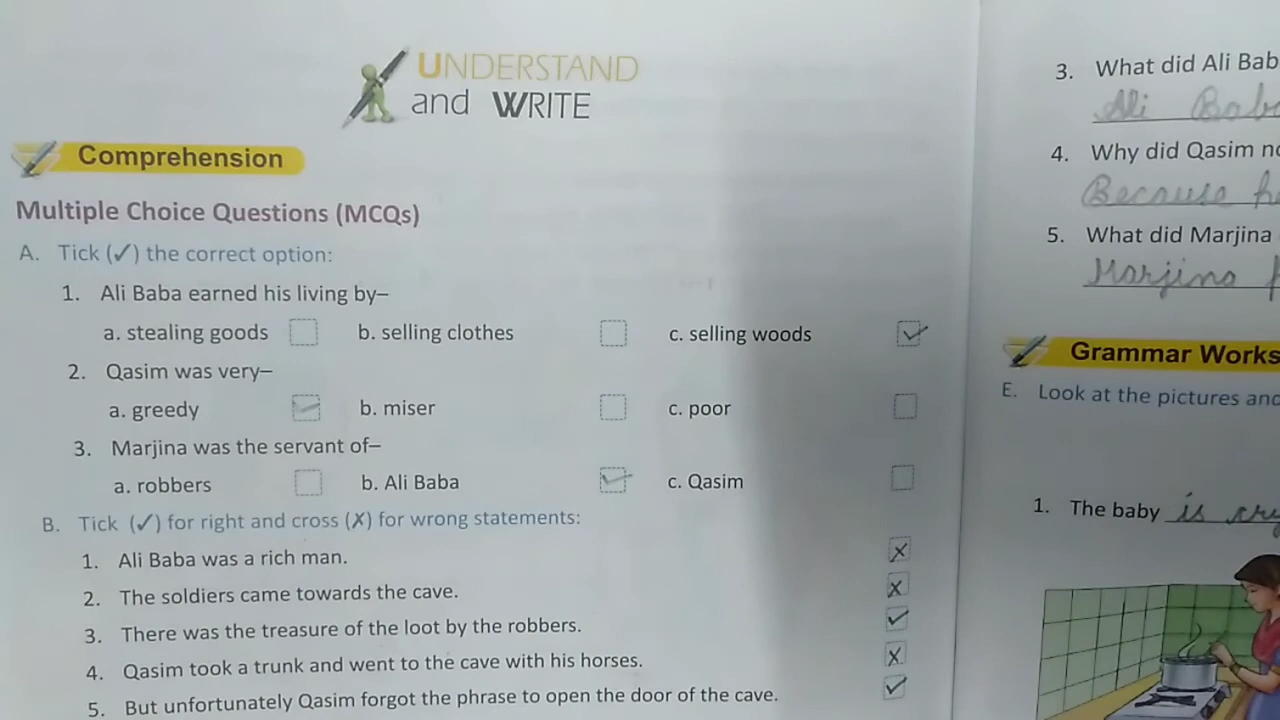 UNDERSTAND
and WRITE
Comprehension
Multiple Choice Questions (MCQs)
A. Tick (✓) the correct option:
1. Ali Baba earned his living by–
a. stealing goods b. selling clothes c. selling woods ✓
2. Qasim was very–
a. greedy ✓ b. miser c. poor
3. Marjina was the servant of–
a. robbers b. Ali Baba ✓ c. Qasim
B. Tick (✓) for right and cross (✗) for wrong statements:
1. Ali Baba was a rich man. ✗
2. The soldiers came towards the cave. ✗
3. There was the treasure of the loot by the robbers. ✓
4. Qasim took a trunk and went to the cave with his horses. ✗
5. But unfortunately Qasim forgot the phrase to open the door of the cave. ✓
3. What did Ali Bab
Ali Bab
4. Why did Qasim
Because
5. What did Marjina
Marjina
Grammar Works
E. Look at the pictures and
1. The baby is cry